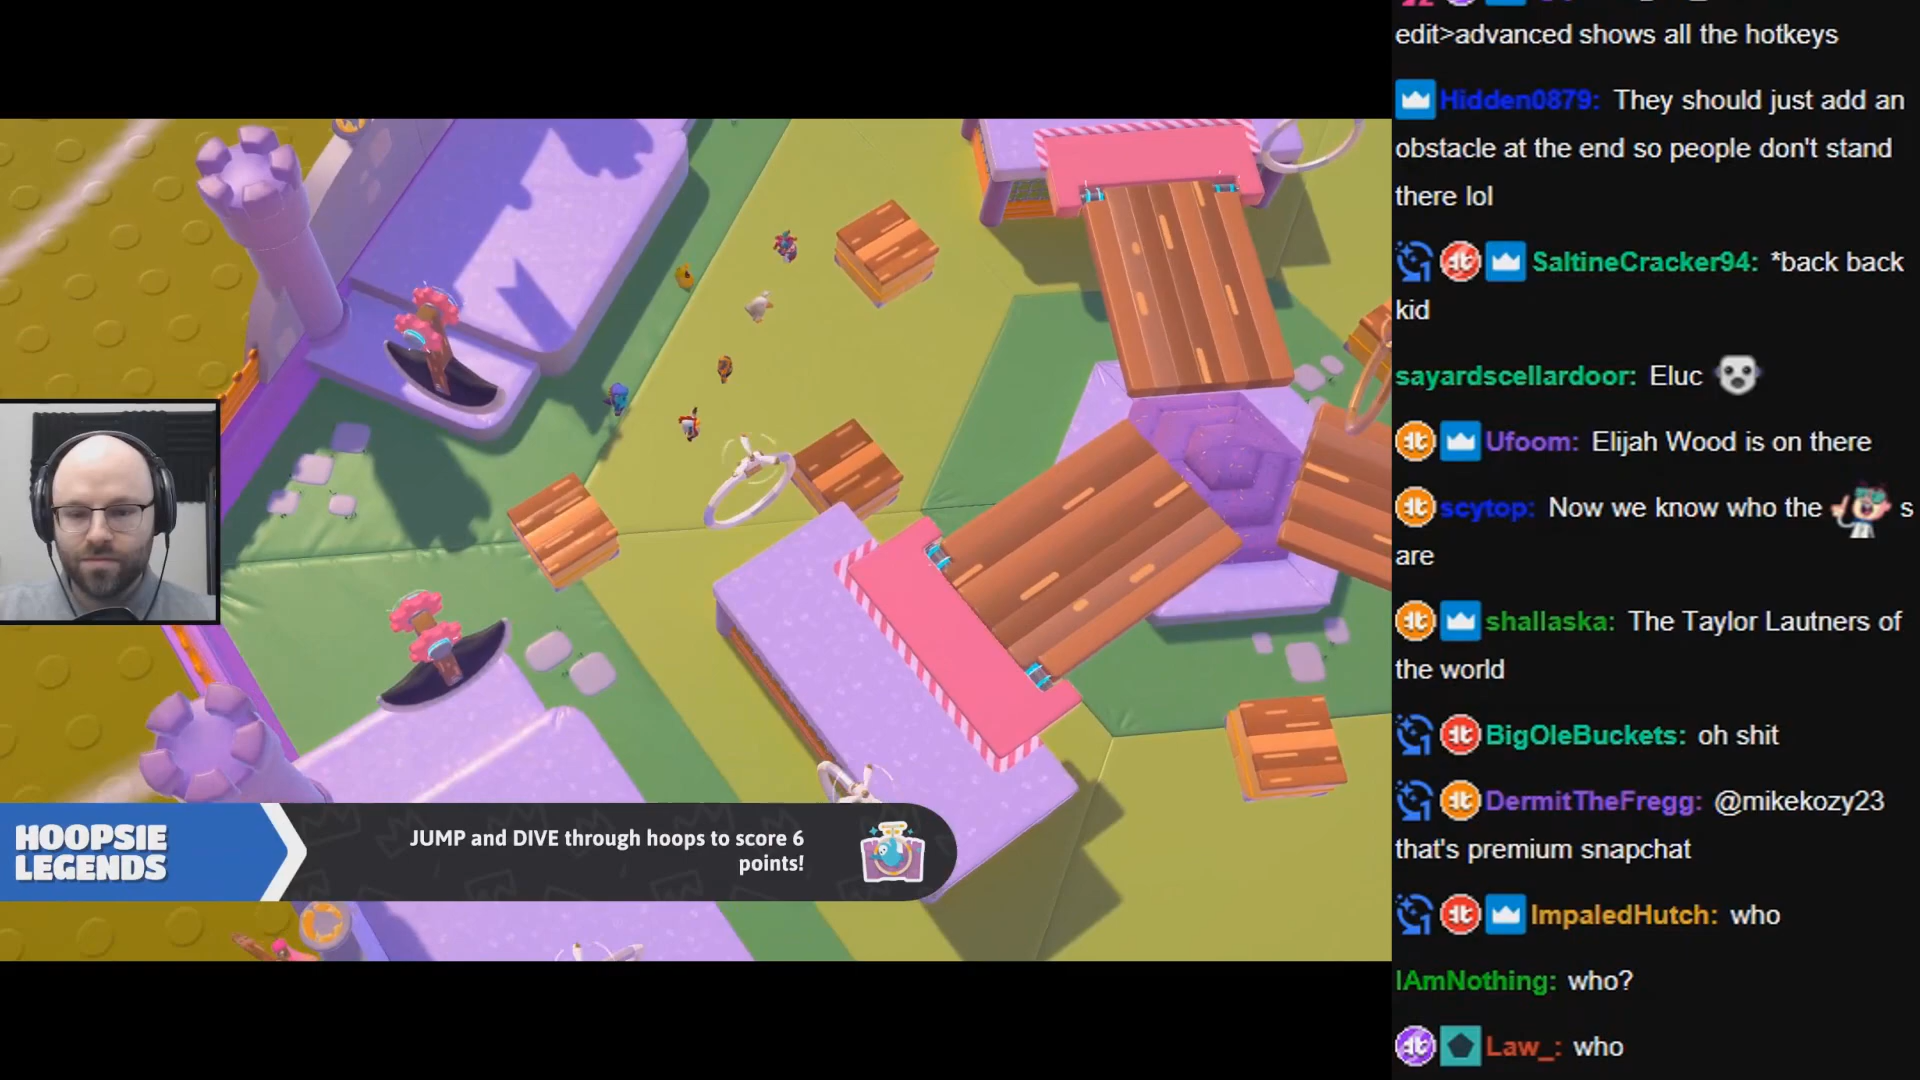 edit>advanced shows all the hotkeys
Hidden0879: They should just add an
obstacle at the end so people don't stand
there lol
SaltineCracker94: *back back
kid
sayardscellardoor: Eluc
Ufoom: Elijah Wood is on there
scytop: Now we know who the s
are
shallaska: The Taylor Lautners of
the world
BigOleBuckets: oh shit
DermitTheFregg: @mikekozy23
that's premium snapchat
ImpaledHutch: who
IAmNothing: who?
Law_: who
HOOPSIE
LEGENDS
JUMP and DIVE through hoops to score 6
points!